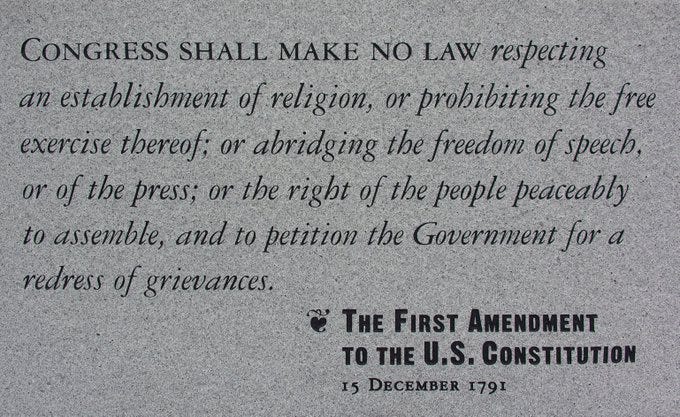 CONGRESS SHALL MAKE NO LAW respecting
an establishment of religion, or prohibiting the free
exercise thereof; or abridging the freedom of speech,
or of the press; or the right of the people peaceably
to assemble, and to petition the Government for a
redress of grievances.
❦ THE FIRST AMENDMENT
TO THE U.S. CONSTITUTION
15 DECEMBER 1791